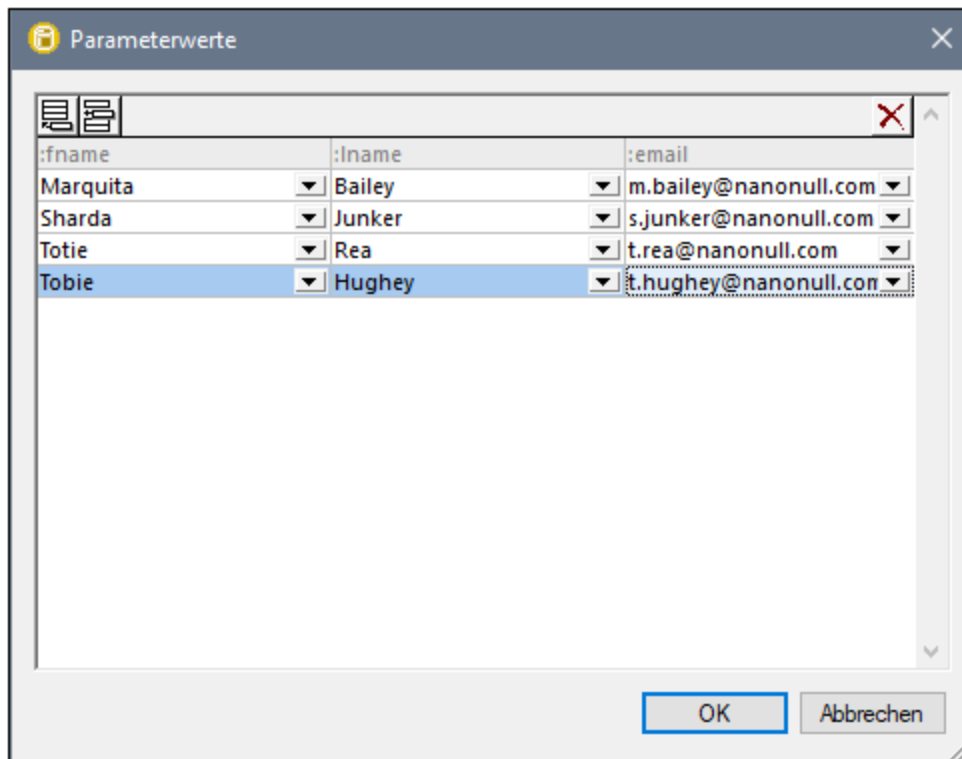 Parameterwerte
:fname :lname :email
Marquita Bailey m.bailey@nanonull.com
Sharda Junker s.junker@nanonull.com
Totie Rea t.rea@nanonull.com
Tobie Hughey t.hughey@nanonull.com
OK Abbrechen